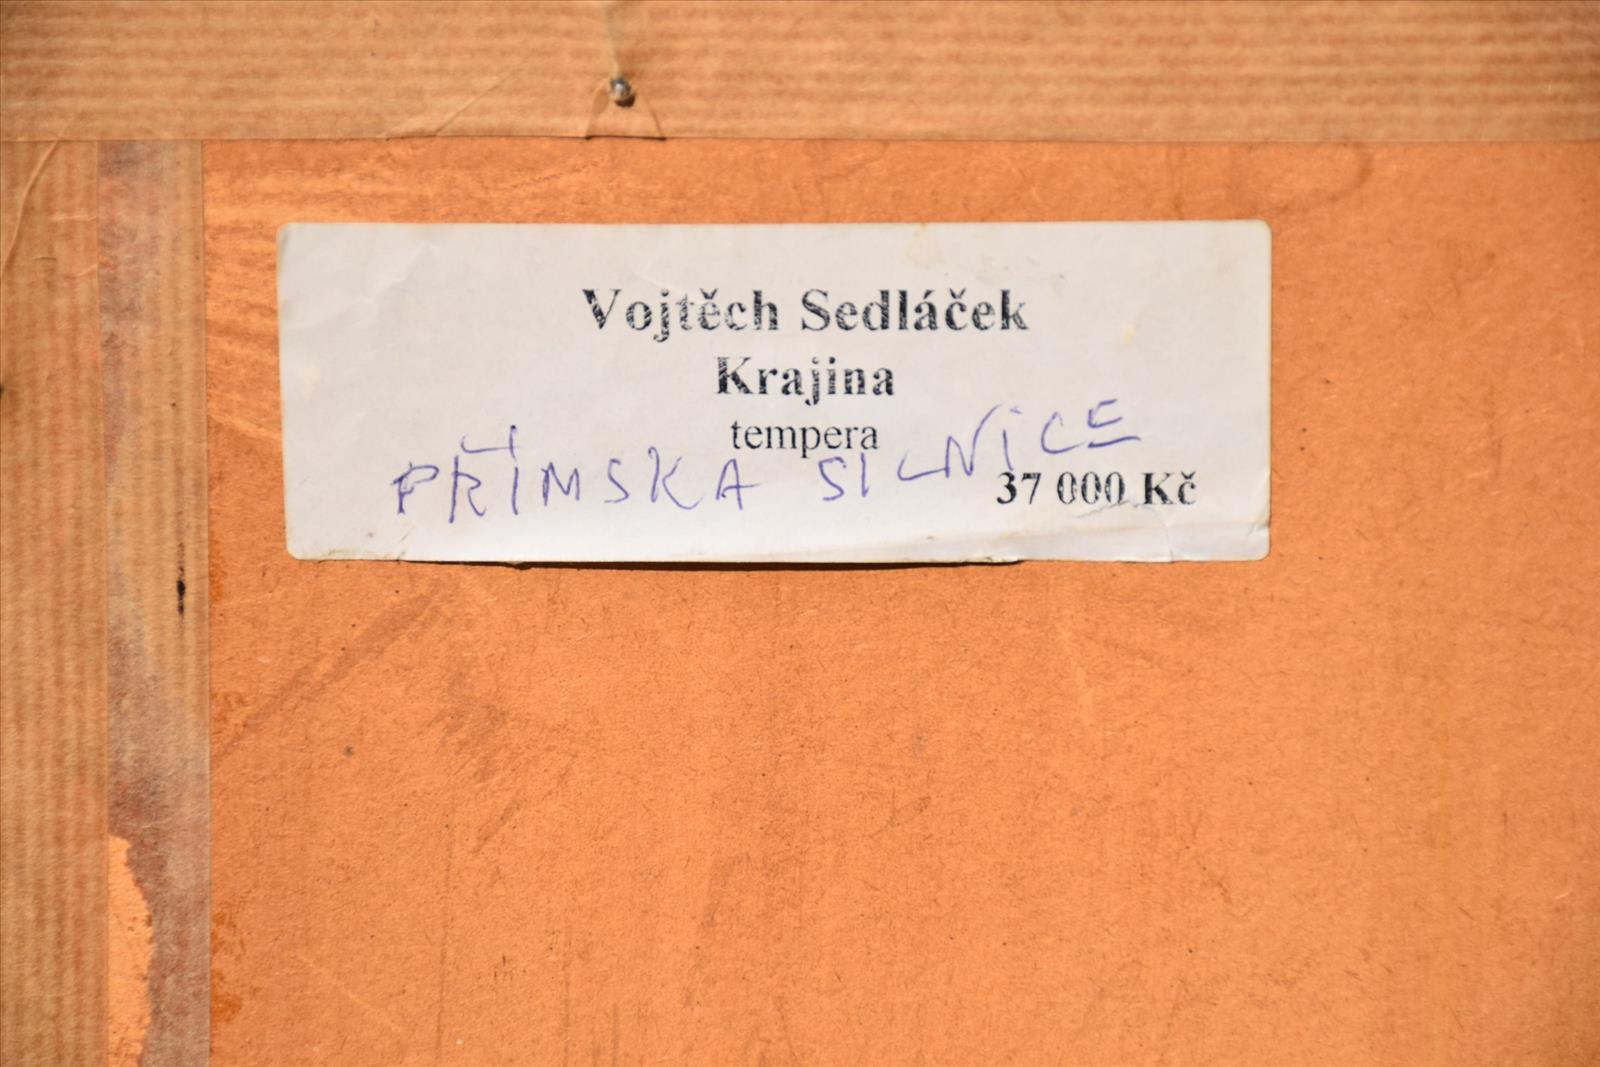 Vojtěch Sedláček
Krajina
tempera
PŘÍMSKA SILNICE
37 000 Kč